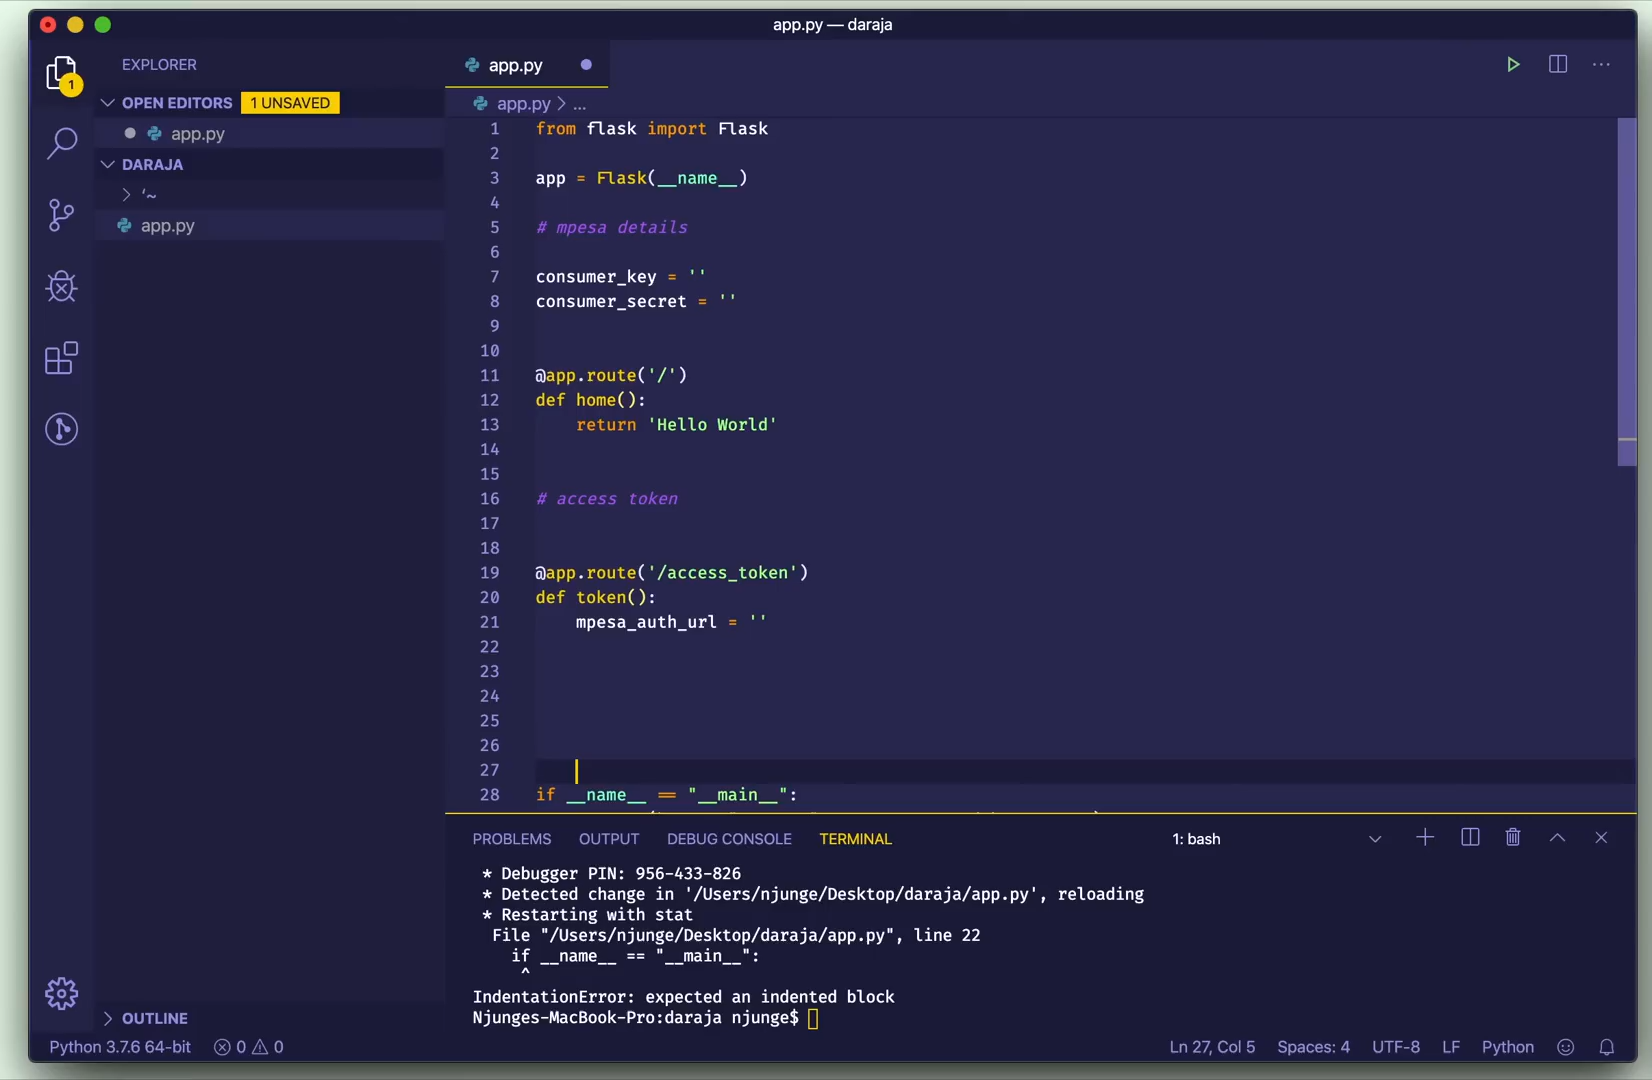 app.py — daraja
EXPLORER
OPEN EDITORS 1 UNSAVED
app.py
DARAJA
‘~
app.py
OUTLINE
app.py
app.py > ...
1 from flask import Flask
2
3 app = Flask(__name__)
4
5 # mpesa details
6
7 consumer_key = ''
8 consumer_secret = ''
9
10
11 @app.route('/')
12 def home():
13 return 'Hello World'
14
15
16 # access token
17
18
19 @app.route('/access_token')
20 def token():
21 mpesa_auth_url = ''
22
23
24
25
26
27
28 if __name__ == "__main__":
PROBLEMS OUTPUT DEBUG CONSOLE TERMINAL 1: bash
* Debugger PIN: 956-433-826
* Detected change in '/Users/njunge/Desktop/daraja/app.py', reloading
* Restarting with stat
File "/Users/njunge/Desktop/daraja/app.py", line 22
if __name__ == "__main__":
^
IndentationError: expected an indented block
Njunges-MacBook-Pro:daraja njunge$
Python 3.7.6 64-bit 0 0 Ln 27, Col 5 Spaces: 4 UTF-8 LF Python